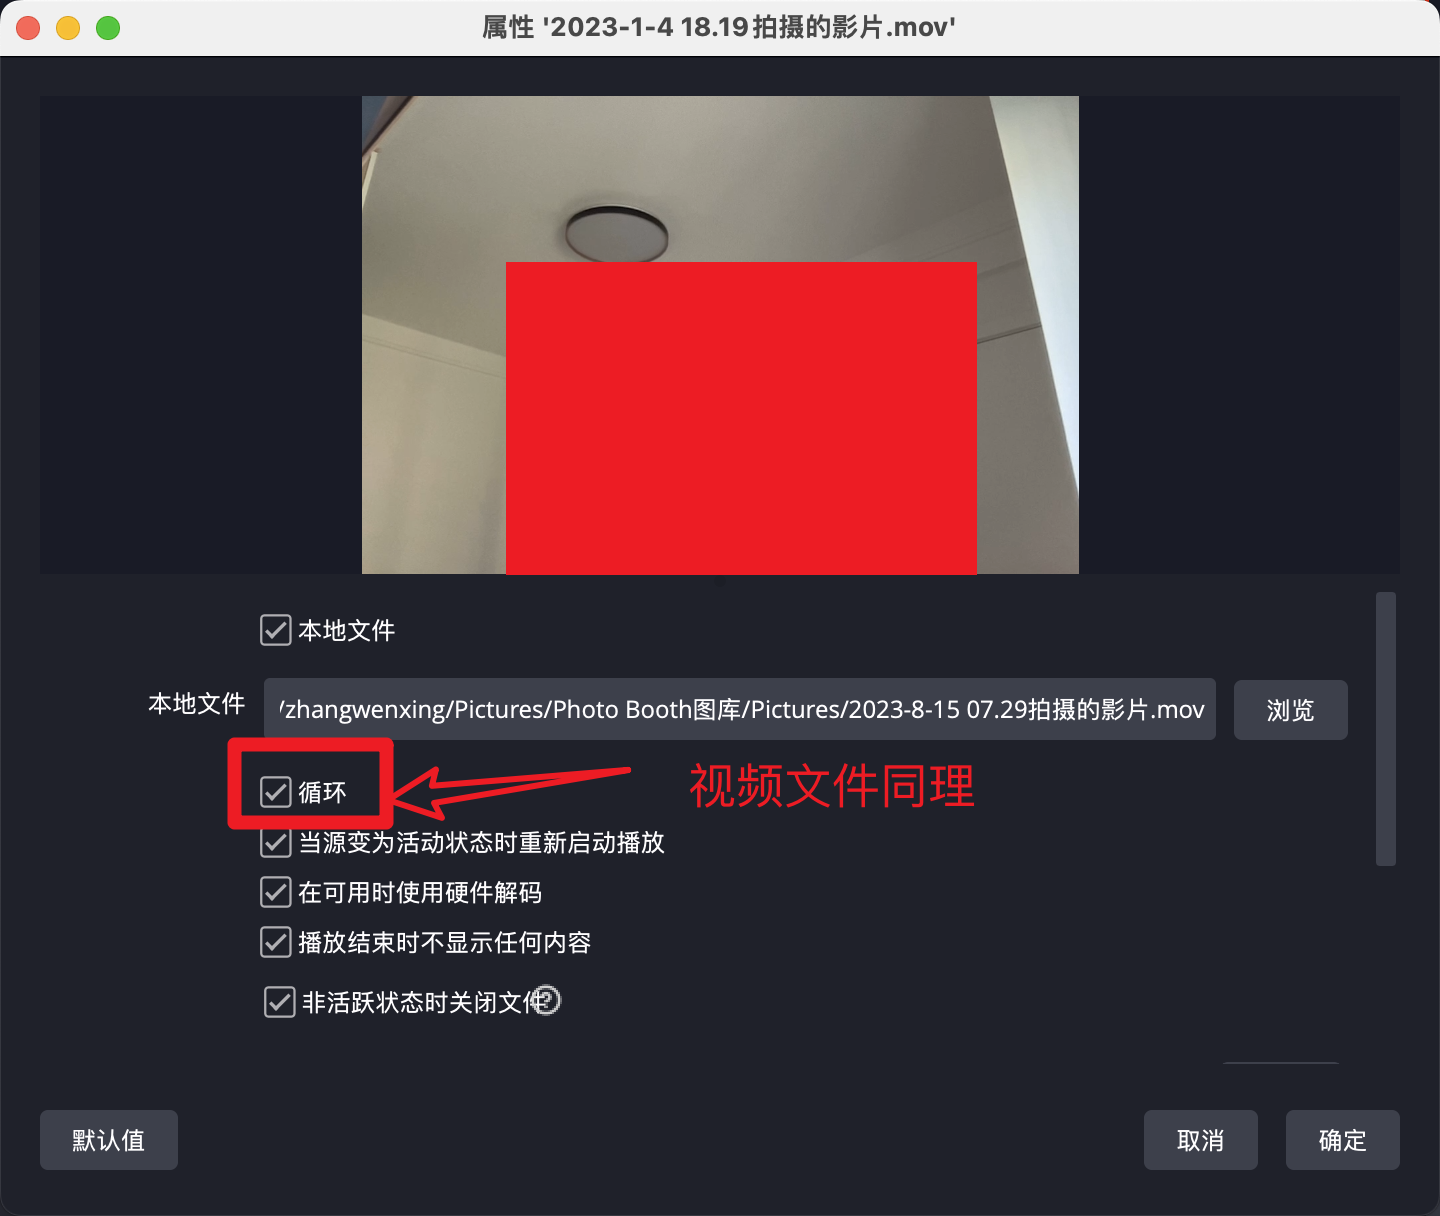 属性 '2023-1-4 18.19拍摄的影片.mov'
本地文件
本地文件 /zhangwenxing/Pictures/Photo Booth图库/Pictures/2023-8-15 07.29拍摄的影片.mov 浏览
循环 视频文件同理
当源变为活动状态时重新启动播放
在可用时使用硬件解码
播放结束时不显示任何内容
非活跃状态时关闭文件 ?
默认值 取消 确定